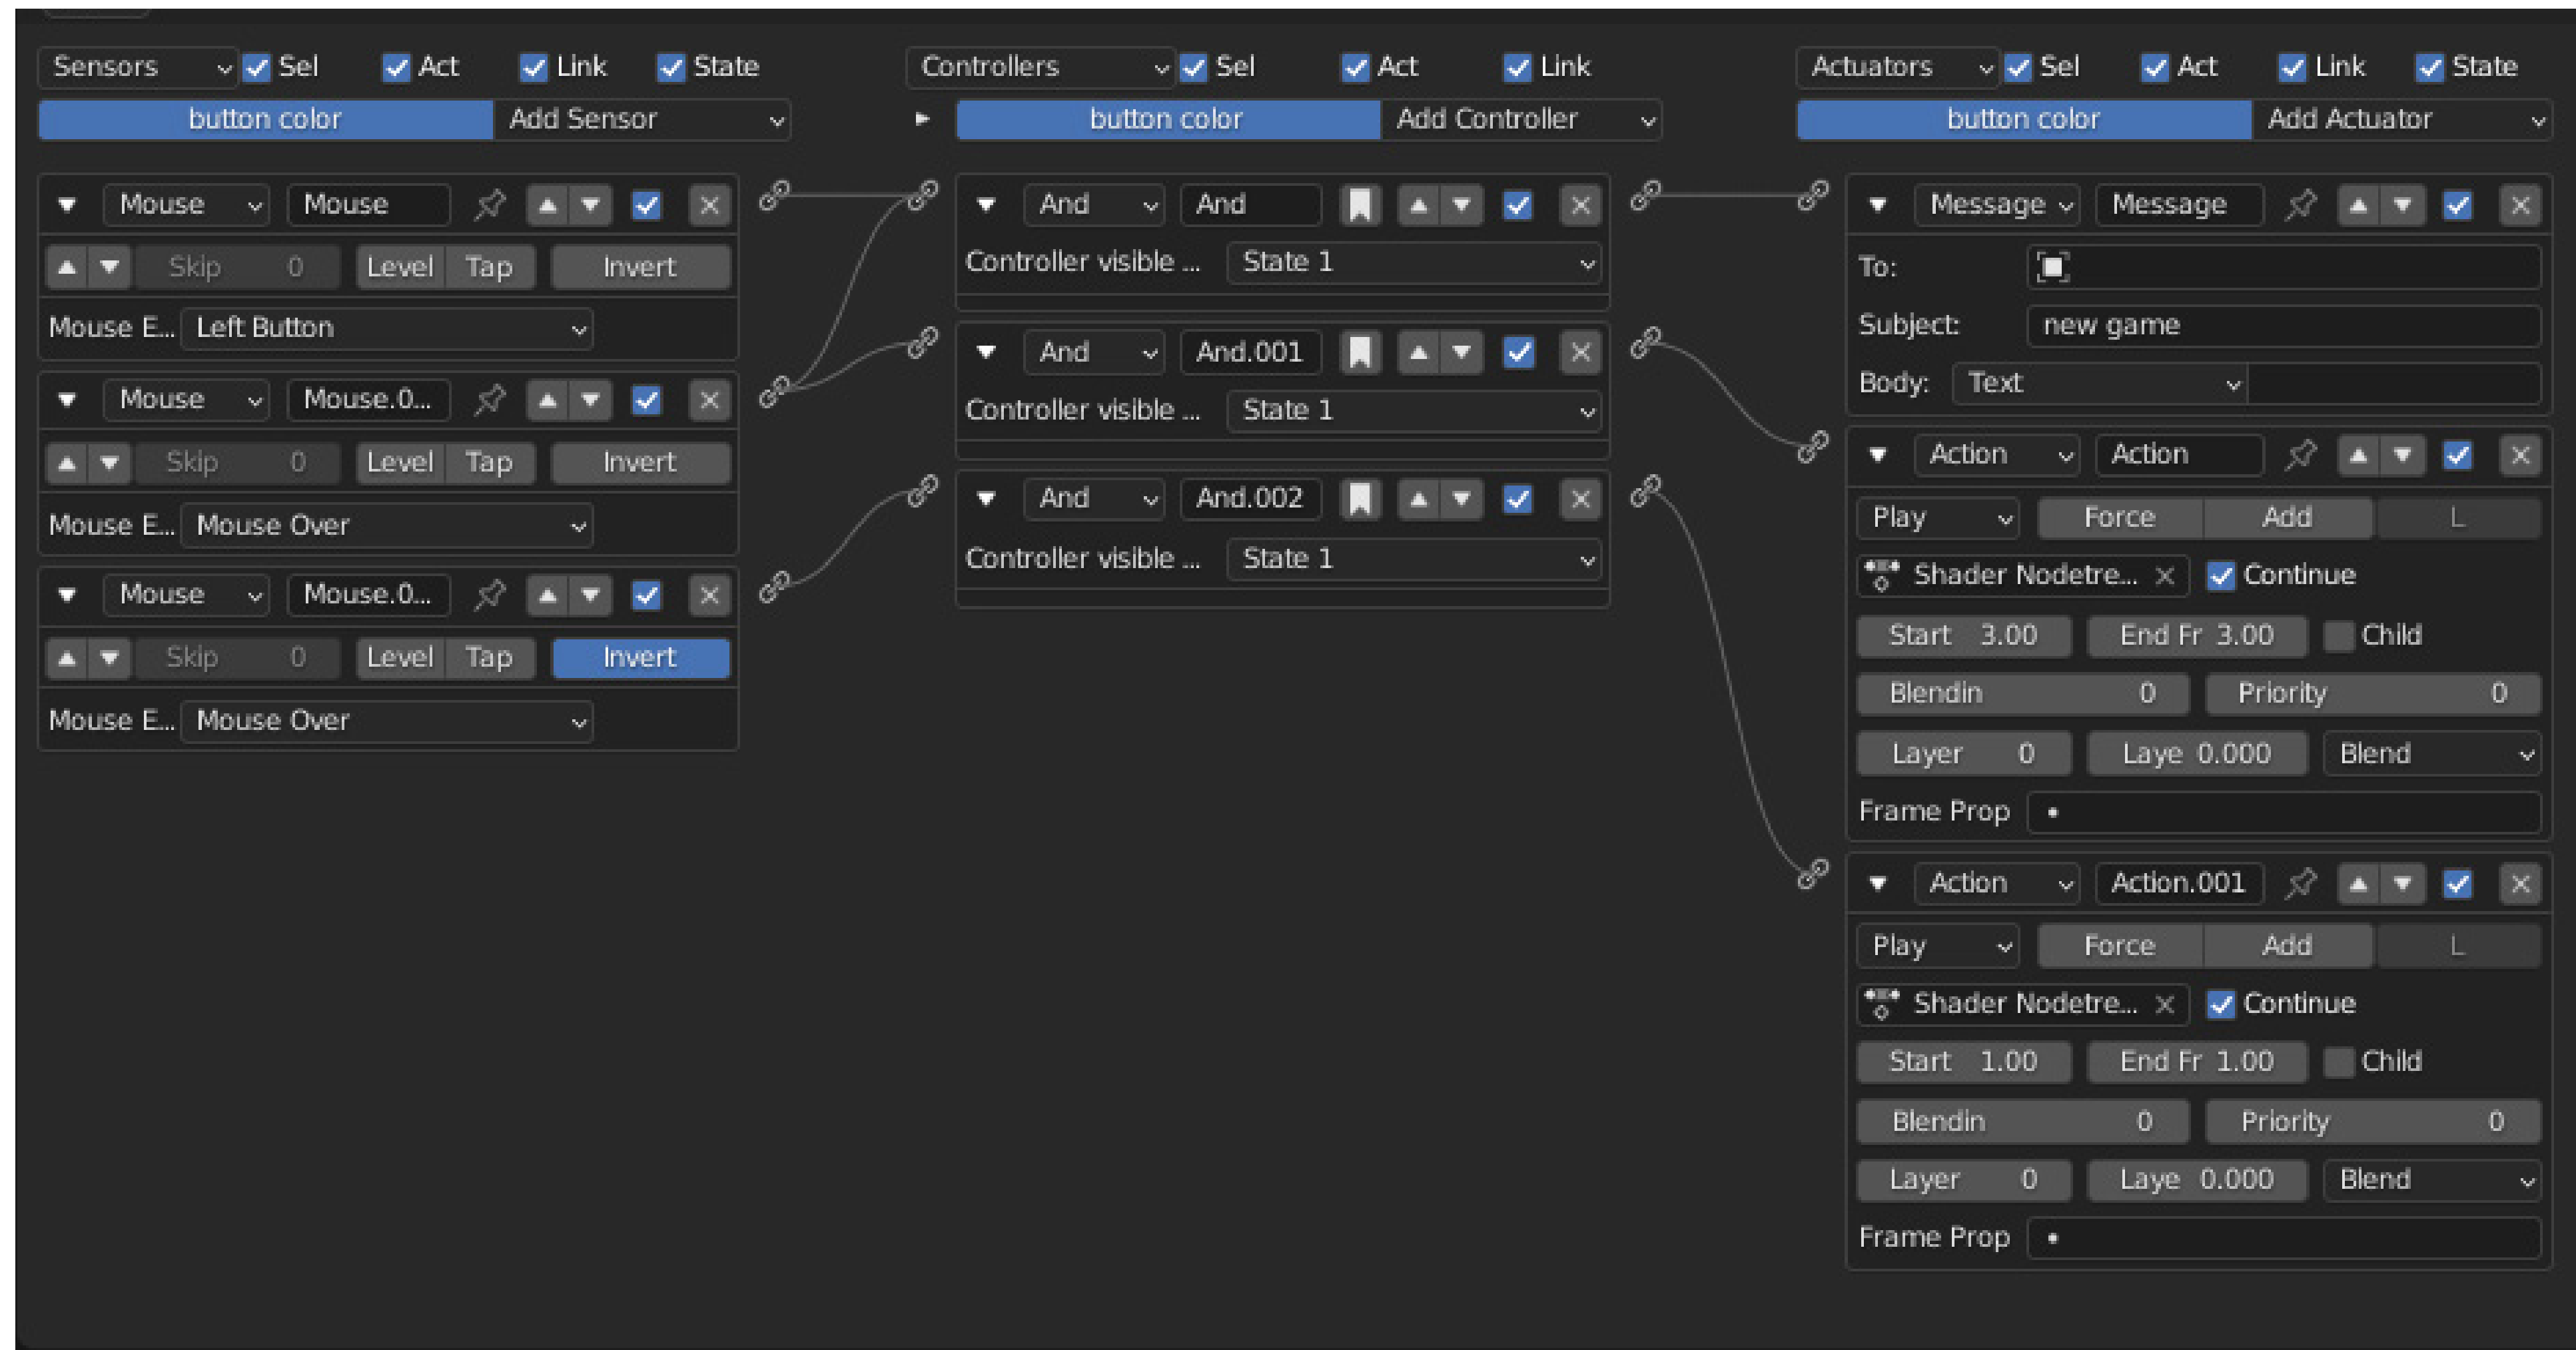 Sensors Sel Act Link State Controllers Sel Act Link Actuators Sel Act Link State
button color Add Sensor button color Add Controller button color Add Actuator
Mouse Mouse
Skip 0 Level Tap Invert
Mouse E... Left Button
Mouse Mouse.0...
Skip 0 Level Tap Invert
Mouse E... Mouse Over
Mouse Mouse.0...
Skip 0 Level Tap Invert
Mouse E... Mouse Over
And And
Controller visible ... State 1
And And.001
Controller visible ... State 1
And And.002
Controller visible ... State 1
Message Message
To:
Subject: new game
Body: Text
Action Action
Play Force Add L
Shader Nodetre... Continue
Start 3.00 End Fr 3.00 Child
Blendin 0 Priority 0
Layer 0 Laye 0.000 Blend
Frame Prop
Action Action.001
Play Force Add L
Shader Nodetre... Continue
Start 1.00 End Fr 1.00 Child
Blendin 0 Priority 0
Layer 0 Laye 0.000 Blend
Frame Prop